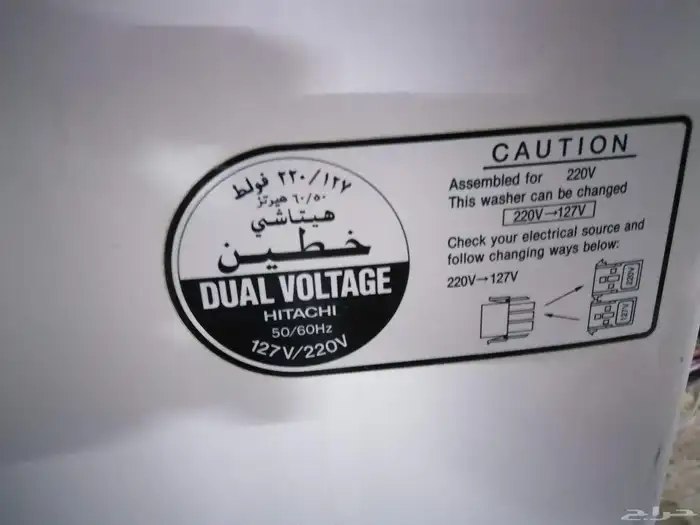 ٢٢٠/١٢٧ فولط
٦٠/٥٠ هيرتز
هيتاشي
خطين
DUAL VOLTAGE
HITACHI
50/60Hz
127V/220V
CAUTION
Assembled for 220V
This washer can be changed
220V→127V
Check your electrical source and
follow changing ways below:
220V→127V
220V
127V
حراج